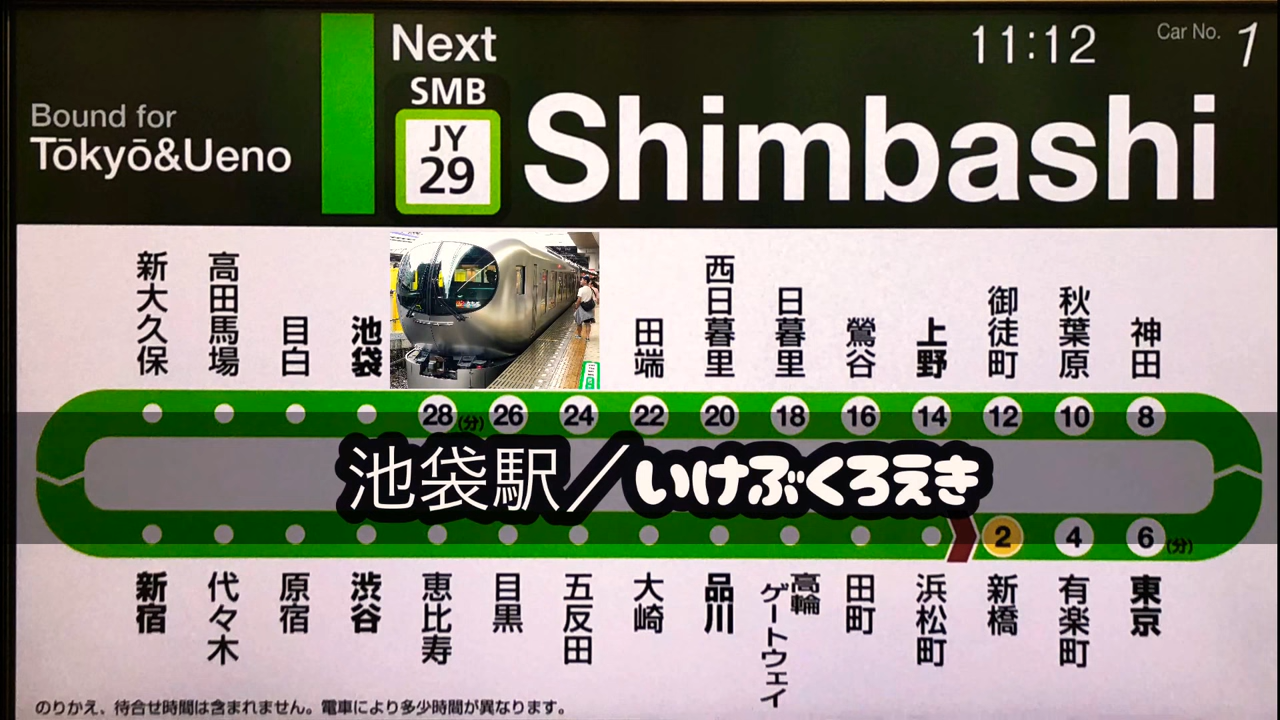 Bound for
Tōkyō&Ueno
Next
SMB
JY
29
Shimbashi
11:12
Car No. 1
新大久保
高田馬場
目白
池袋
田端
西日暮里
日暮里
鶯谷
上野
御徒町
秋葉原
神田
28 (分) 26 24 22 20 18 16 14 12 10 8
池袋駅/いけぶくろえき
2 4 6 (分)
新宿
代々木
原宿
渋谷
恵比寿
目黒
五反田
大崎
品川
高輪
ゲートウェイ
田町
浜松町
新橋
有楽町
東京
のりかえ、待合せ時間は含まれません。電車により多少時間が異なります。